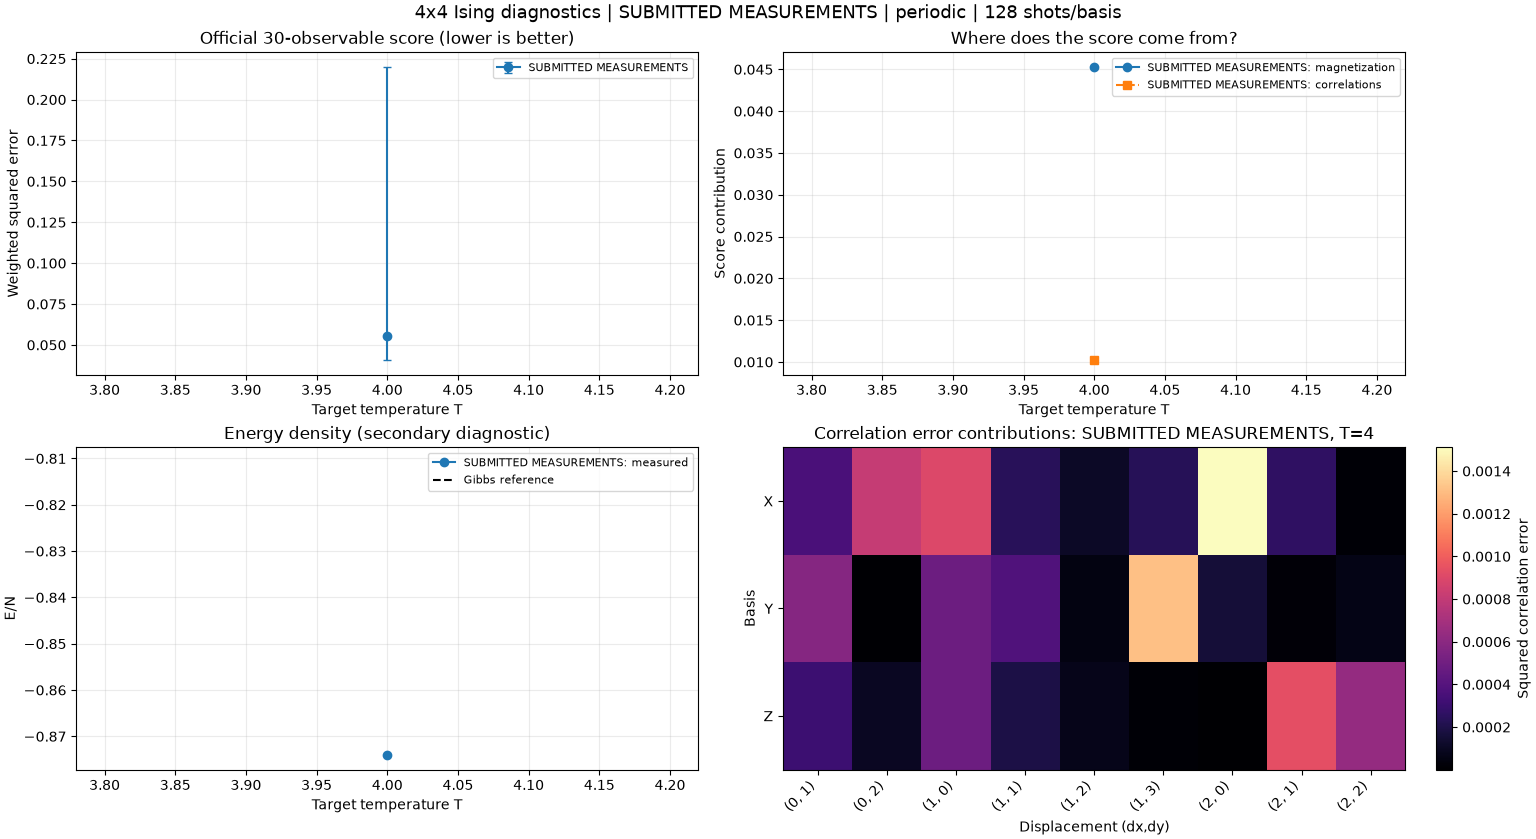 4x4 Ising diagnostics | SUBMITTED MEASUREMENTS | periodic | 128 shots/basis
Official 30-observable score (lower is better)
Weighted squared error
0.225
0.200
0.175
0.150
0.125
0.100
0.075
0.050
SUBMITTED MEASUREMENTS
3.80 3.85 3.90 3.95 4.00 4.05 4.10 4.15 4.20
Target temperature T
Where does the score come from?
Score contribution
0.045
0.040
0.035
0.030
0.025
0.020
0.015
0.010
SUBMITTED MEASUREMENTS: magnetization
SUBMITTED MEASUREMENTS: correlations
3.80 3.85 3.90 3.95 4.00 4.05 4.10 4.15 4.20
Target temperature T
Energy density (secondary diagnostic)
E/N
−0.81
−0.82
−0.83
−0.84
−0.85
−0.86
−0.87
SUBMITTED MEASUREMENTS: measured
Gibbs reference
3.80 3.85 3.90 3.95 4.00 4.05 4.10 4.15 4.20
Target temperature T
Correlation error contributions: SUBMITTED MEASUREMENTS, T=4
Basis
X
Y
Z
(0, 1) (0, 2) (1, 0) (1, 1) (1, 2) (1, 3) (2, 0) (2, 1) (2, 2)
Displacement (dx,dy)
0.0014
0.0012
0.0010
0.0008
0.0006
0.0004
0.0002
Squared correlation error